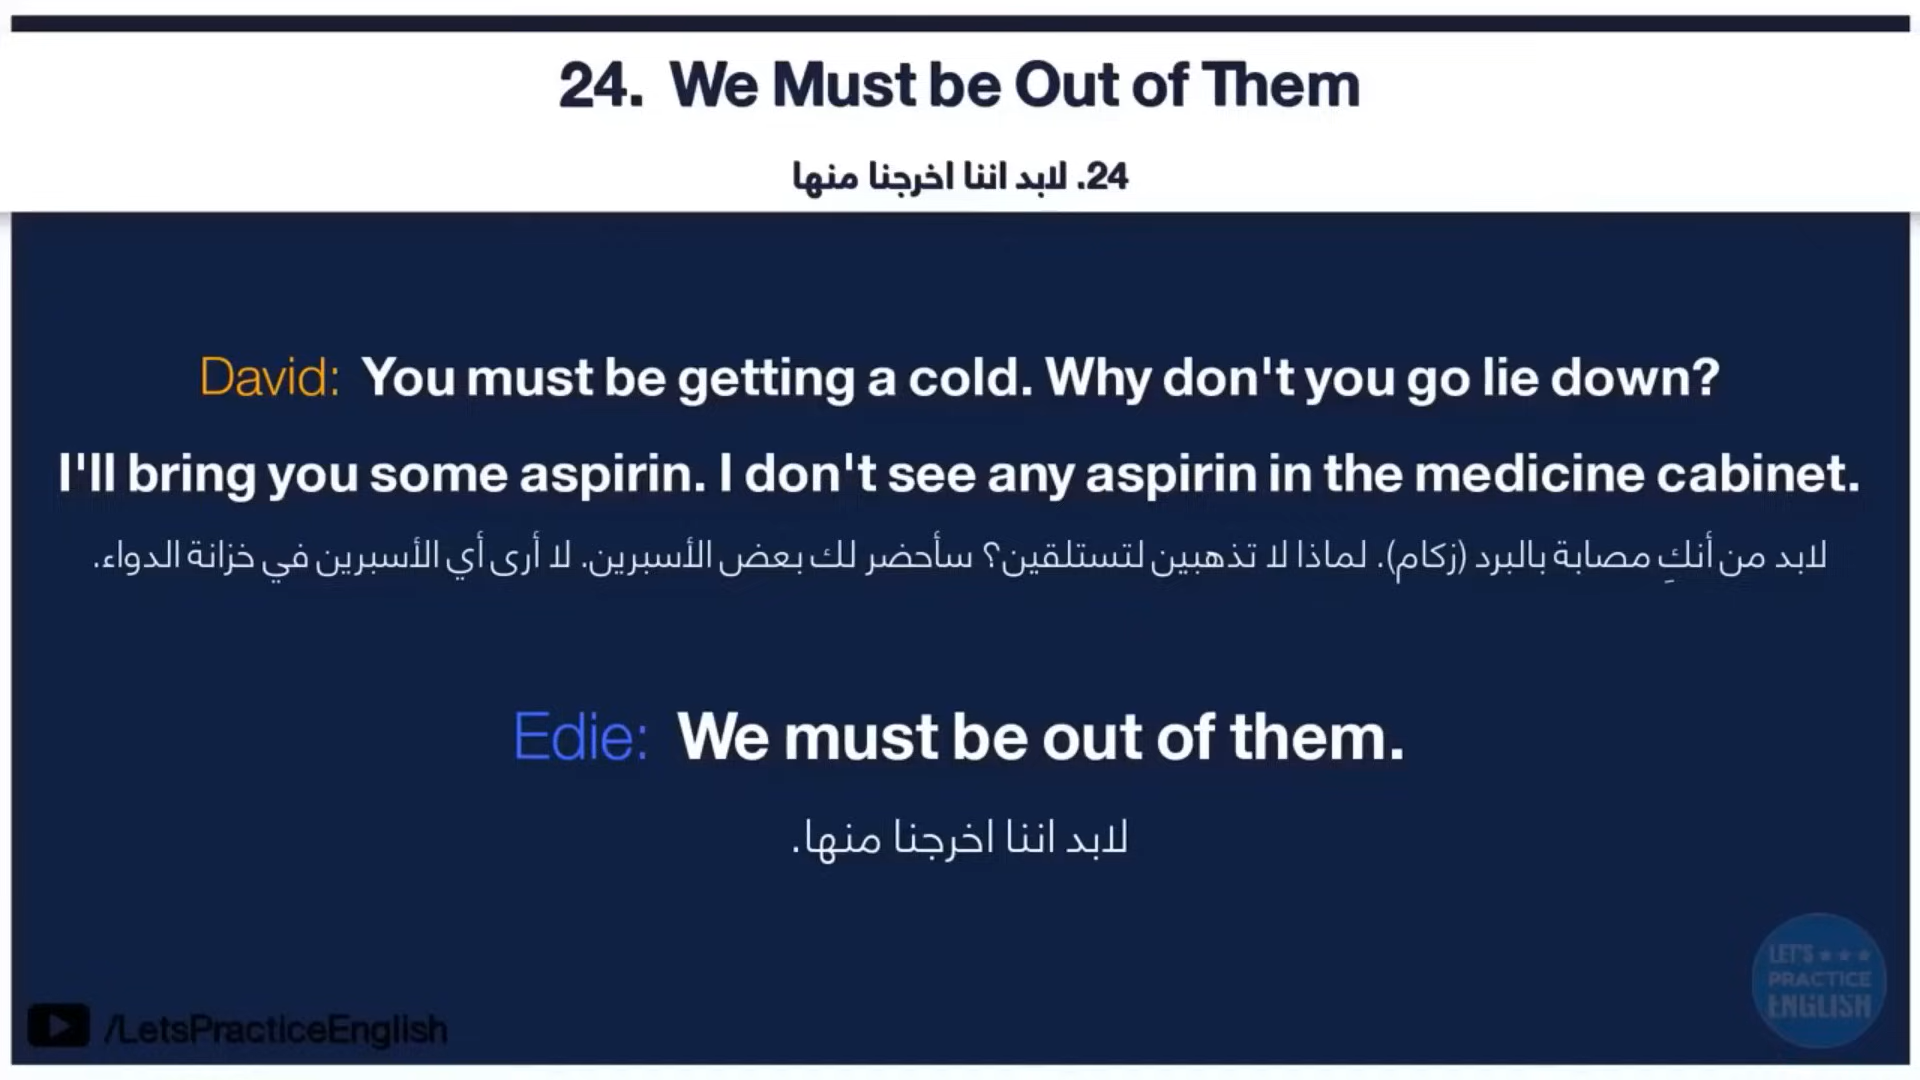 24. We Must be Out of Them
24. لابد اننا اخرجنا منها
David: You must be getting a cold. Why don't you go lie down?
I'll bring you some aspirin. I don't see any aspirin in the medicine cabinet.
لابد من أنكِ مصابة بالبرد (زكام). لماذا لا تذهبين لتستلقين؟ سأحضر لك بعض الأسبرين. لا أرى أي الأسبرين في خزانة الدواء.
Edie: We must be out of them.
لابد اننا اخرجنا منها.
LET'S
PRACTICE
ENGLISH
/LetsPracticeEnglish